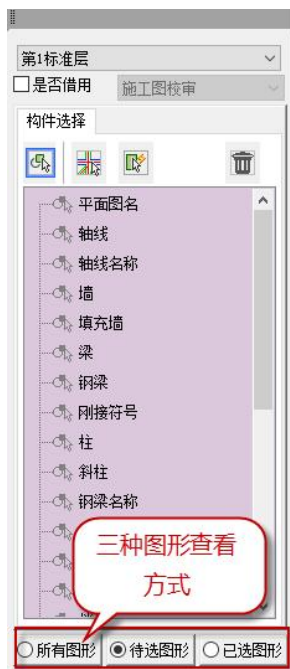 第1标准层
是否借用 施工图校审
构件选择
平面图名
轴线
轴线名称
墙
填充墙
梁
钢梁
刚接符号
柱
斜柱
钢梁名称
三种图形查看
方式
所有图形 待选图形 已选图形